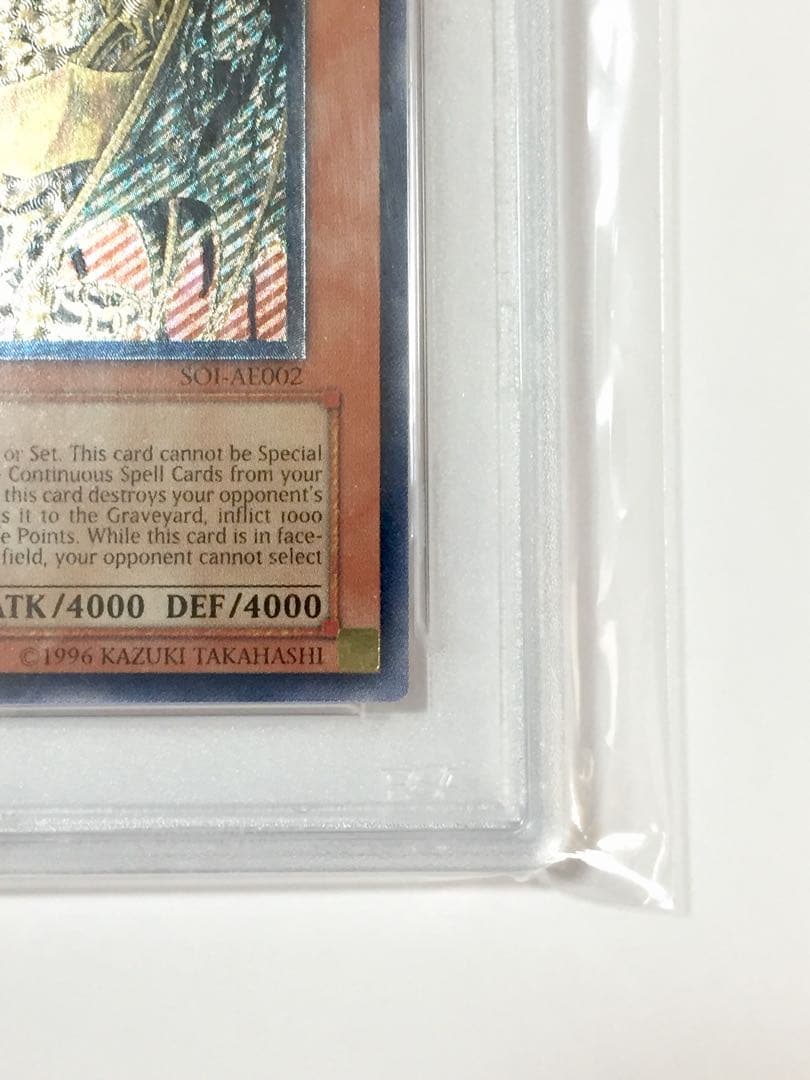 SOI-AE002
or Set. This card cannot be Special
Continuous Spell Cards from your
this card destroys your opponent's
s it to the Graveyard, inflict 1000
e Points. While this card is in face-
field, your opponent cannot select
ATK/4000 DEF/4000
©1996 KAZUKI TAKAHASHI